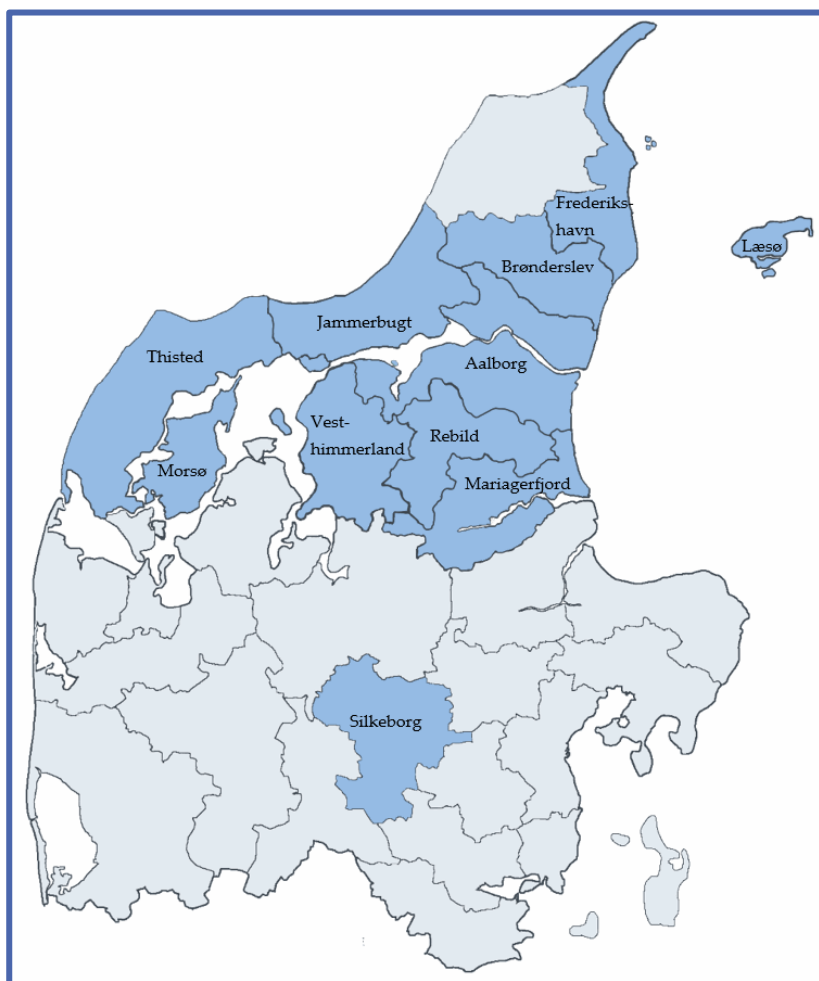 Frederiks-
havn
Læsø
Brønderslev
Jammerbugt
Thisted
Aalborg
Vest-
himmerland
Rebild
Morsø
Mariagerfjord
Silkeborg